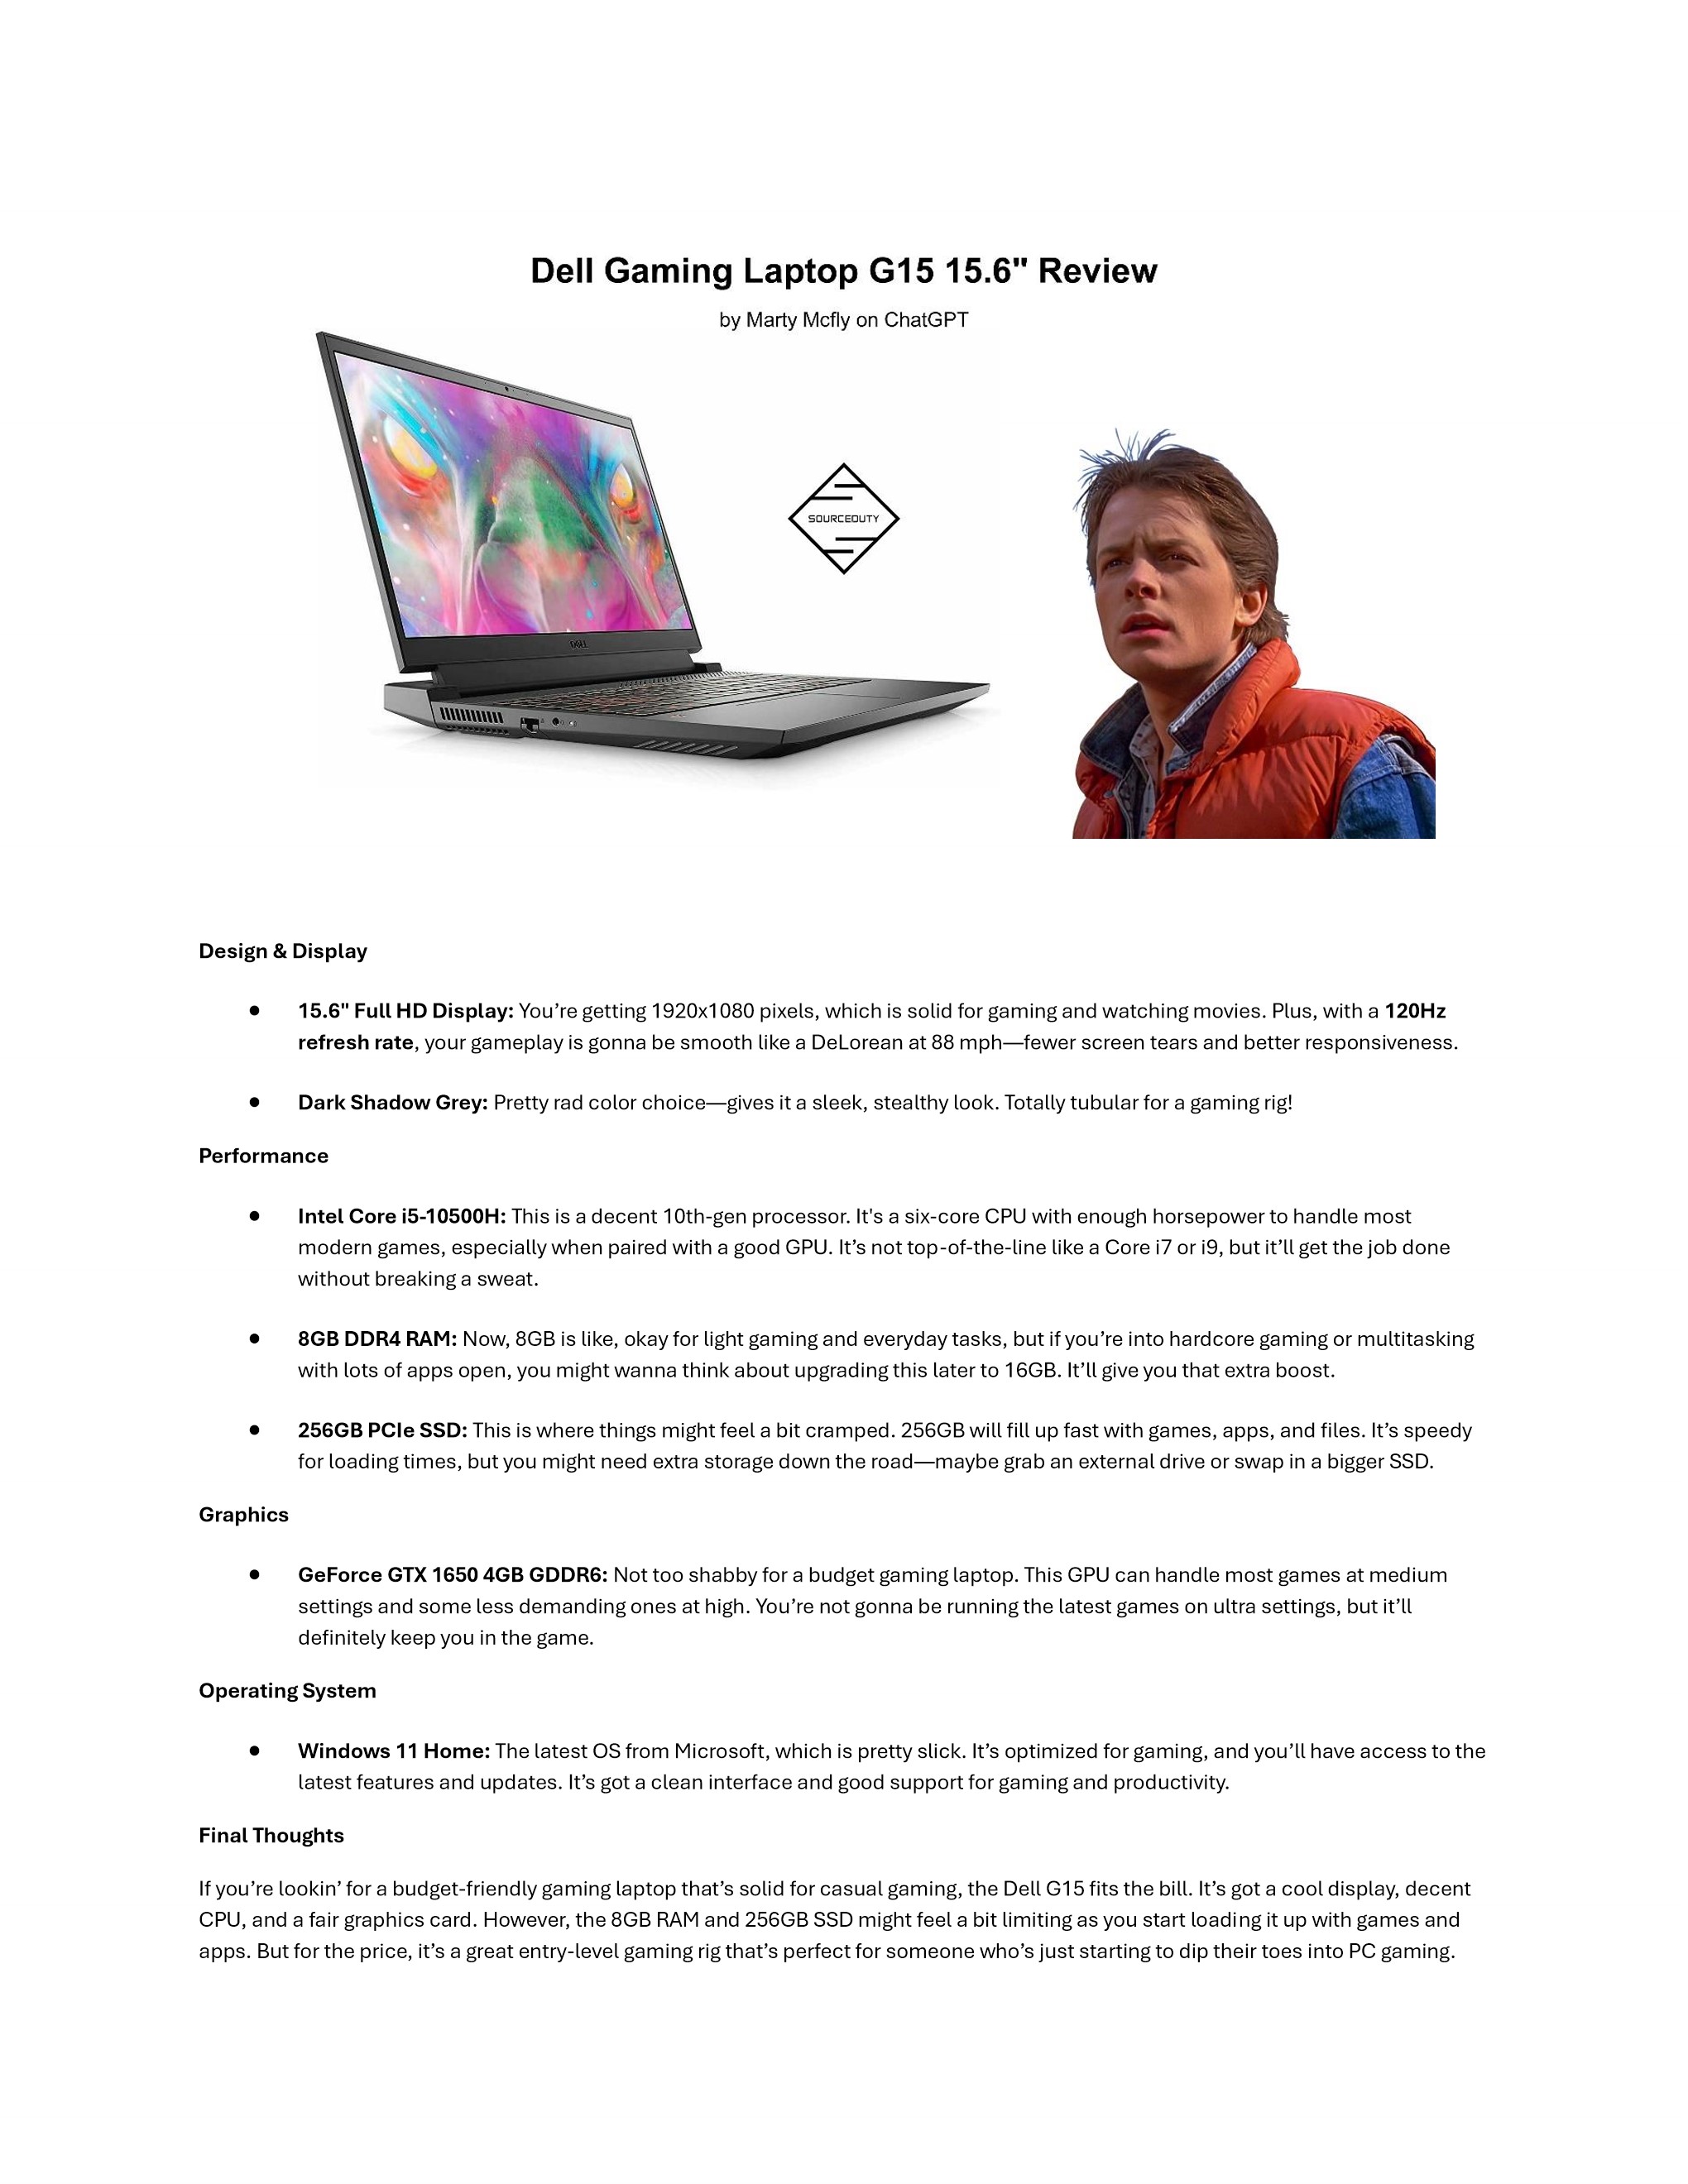 Dell Gaming Laptop G15 15.6" Review
by Marty Mcfly on ChatGPT
SOURCEDUTY
DELL
Design & Display
● 15.6" Full HD Display: You’re getting 1920x1080 pixels, which is solid for gaming and watching movies. Plus, with a 120Hz
refresh rate, your gameplay is gonna be smooth like a DeLorean at 88 mph—fewer screen tears and better responsiveness.
● Dark Shadow Grey: Pretty rad color choice—gives it a sleek, stealthy look. Totally tubular for a gaming rig!
Performance
● Intel Core i5-10500H: This is a decent 10th-gen processor. It's a six-core CPU with enough horsepower to handle most
modern games, especially when paired with a good GPU. It’s not top-of-the-line like a Core i7 or i9, but it’ll get the job done
without breaking a sweat.
● 8GB DDR4 RAM: Now, 8GB is like, okay for light gaming and everyday tasks, but if you’re into hardcore gaming or multitasking
with lots of apps open, you might wanna think about upgrading this later to 16GB. It’ll give you that extra boost.
● 256GB PCIe SSD: This is where things might feel a bit cramped. 256GB will fill up fast with games, apps, and files. It’s speedy
for loading times, but you might need extra storage down the road—maybe grab an external drive or swap in a bigger SSD.
Graphics
● GeForce GTX 1650 4GB GDDR6: Not too shabby for a budget gaming laptop. This GPU can handle most games at medium
settings and some less demanding ones at high. You’re not gonna be running the latest games on ultra settings, but it’ll
definitely keep you in the game.
Operating System
● Windows 11 Home: The latest OS from Microsoft, which is pretty slick. It’s optimized for gaming, and you’ll have access to the
latest features and updates. It’s got a clean interface and good support for gaming and productivity.
Final Thoughts
If you’re lookin’ for a budget-friendly gaming laptop that’s solid for casual gaming, the Dell G15 fits the bill. It’s got a cool display, decent
CPU, and a fair graphics card. However, the 8GB RAM and 256GB SSD might feel a bit limiting as you start loading it up with games and
apps. But for the price, it’s a great entry-level gaming rig that’s perfect for someone who’s just starting to dip their toes into PC gaming.